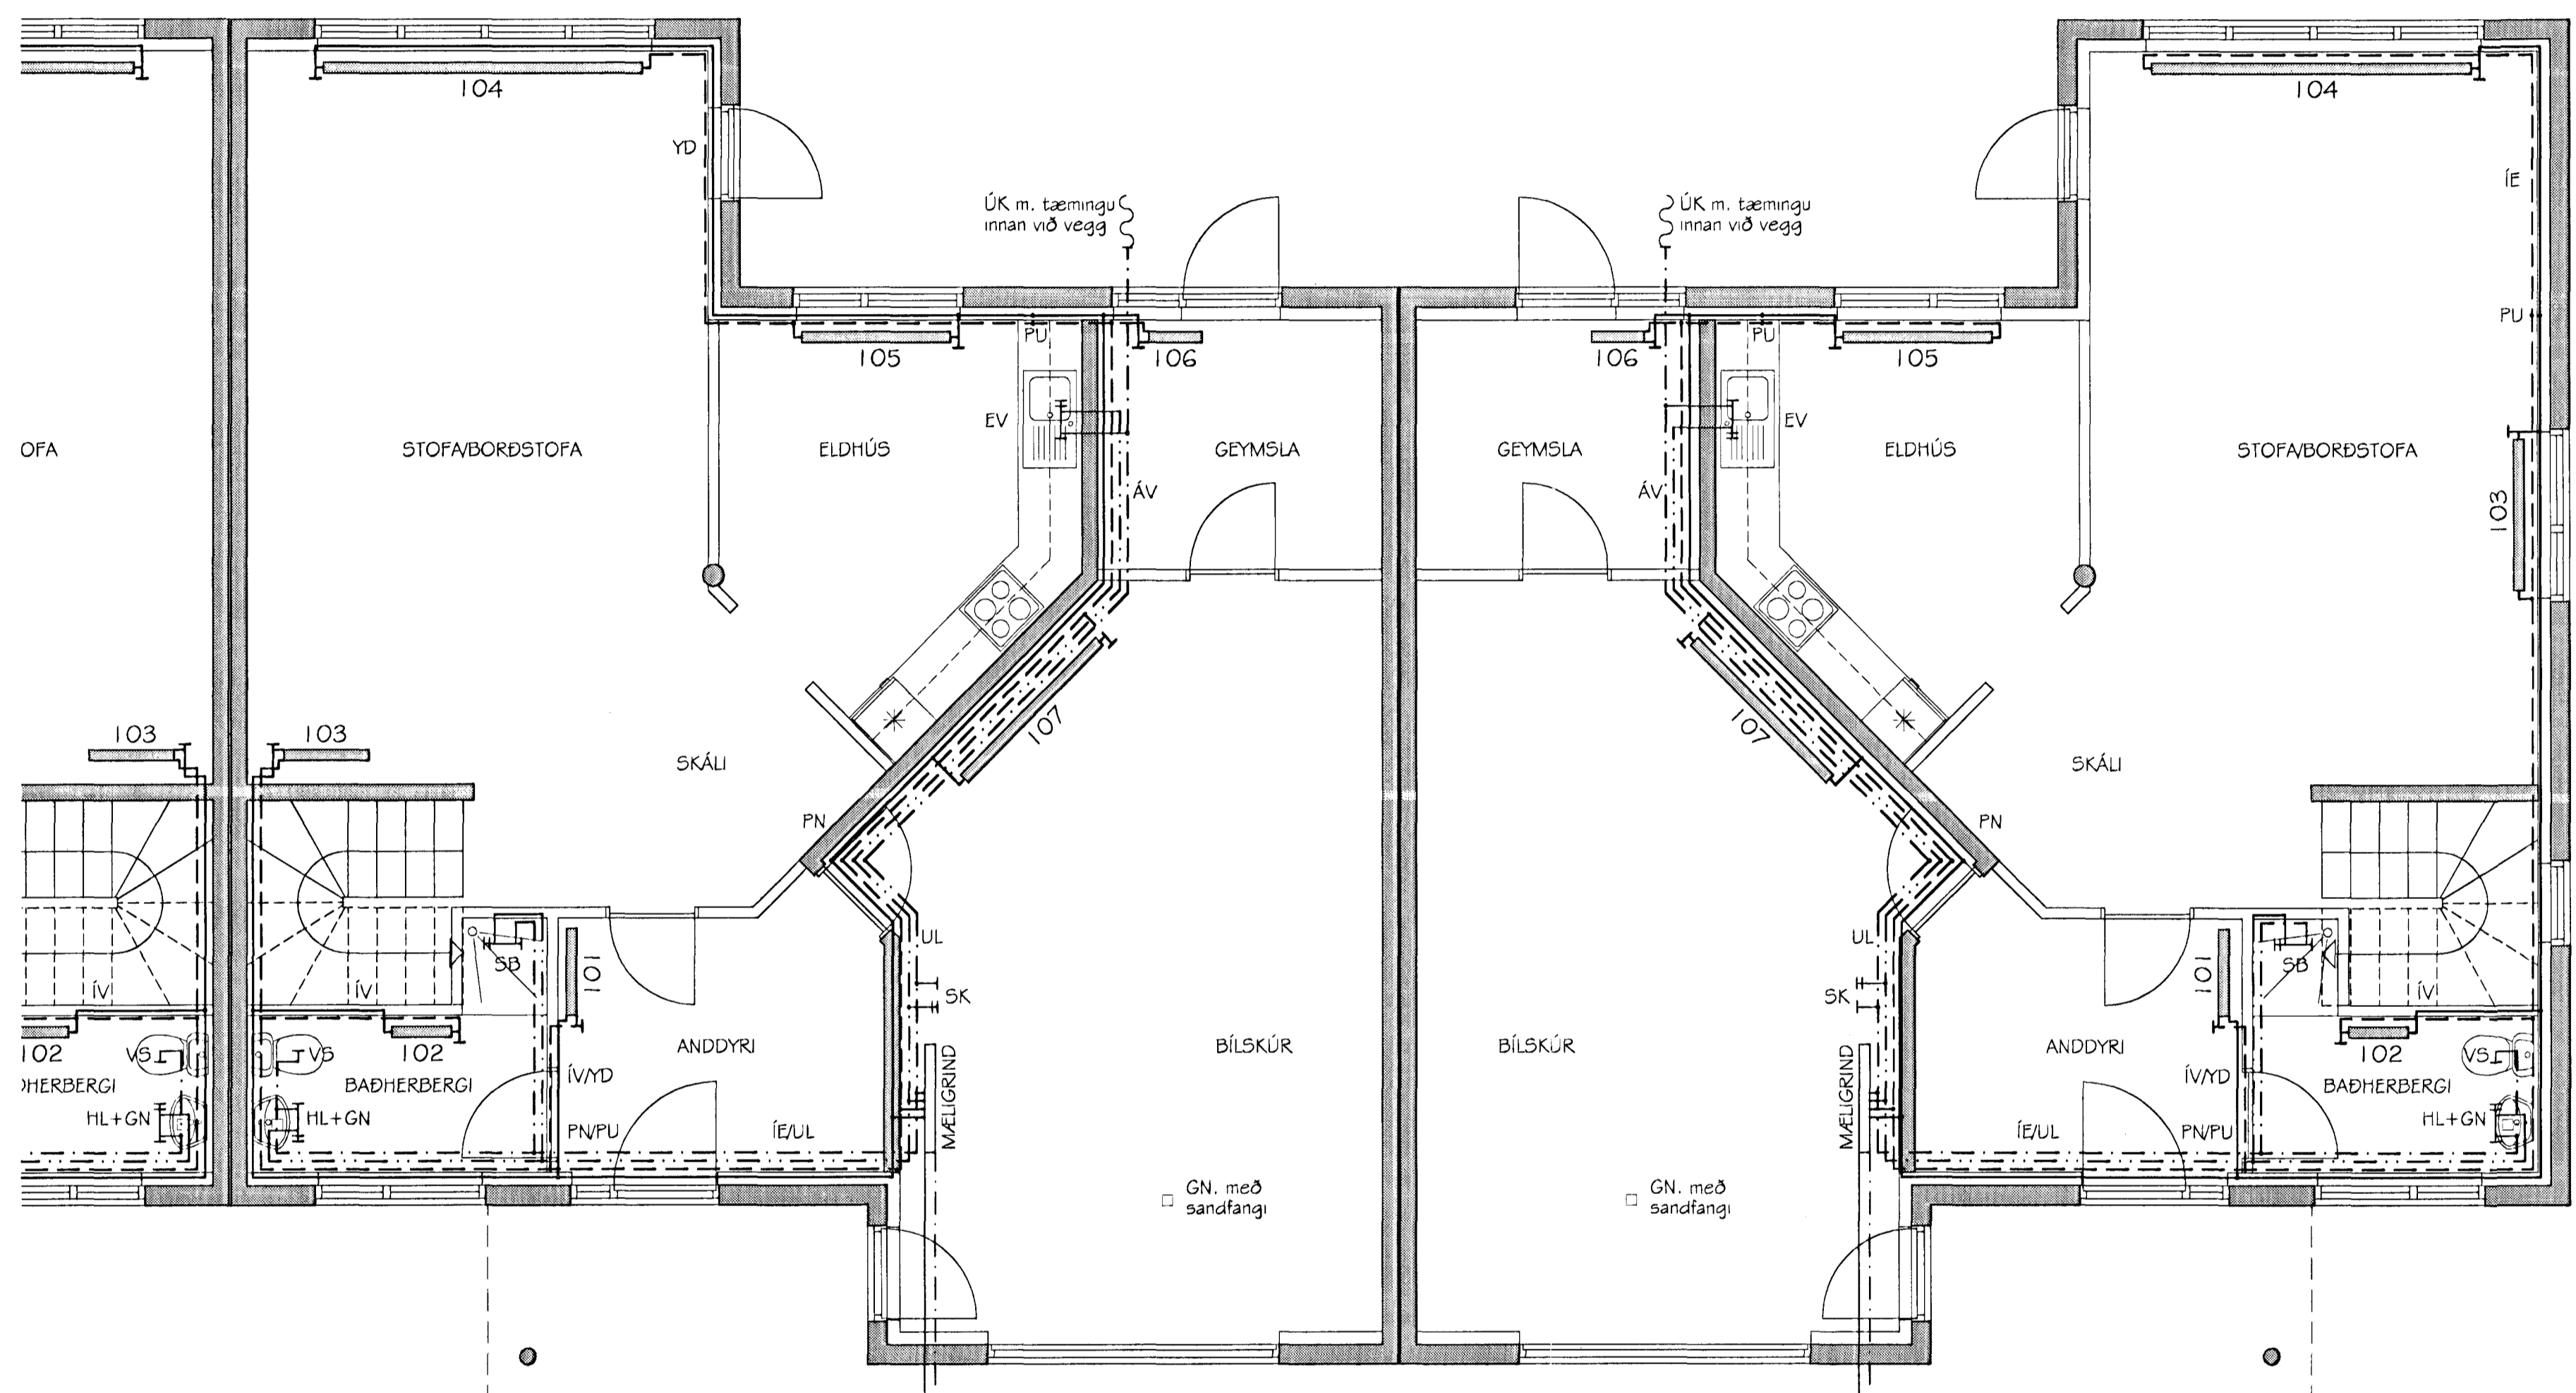 104
104
YD
ÍE
ÚK m. tæmingu
innan við vegg
ÚK m. tæmingu
innan við vegg
PU
PU
PU
105
106
106
105
EV
EV
OFA
STOFA/BORÐSTOFA
ELDHÚS
GEYMSLA
GEYMSLA
ELDHÚS
STOFA/BORÐSTOFA
ÁV
ÁV
103
107
107
103
103
SKÁLI
SKÁLI
PN
PN
UL
UL
SB
SB
101
101
ÍV
ÍV
ÍV
SK
SK
102
VS
VS
102
ANDDYRI
BÍLSKÚR
BÍLSKÚR
ANDDYRI
102
VS
ÐHERBERGI
BAÐHERBERGI
ÍV/YD
MÆLIGRIND
MÆLIGRIND
ÍV/YD
BAÐHERBERGI
HL+GN
HL+GN
PN/PU
ÍE/UL
ÍE/UL
PN/PU
HL+GN
GN. með
sandfangi
GN. með
sandfangi